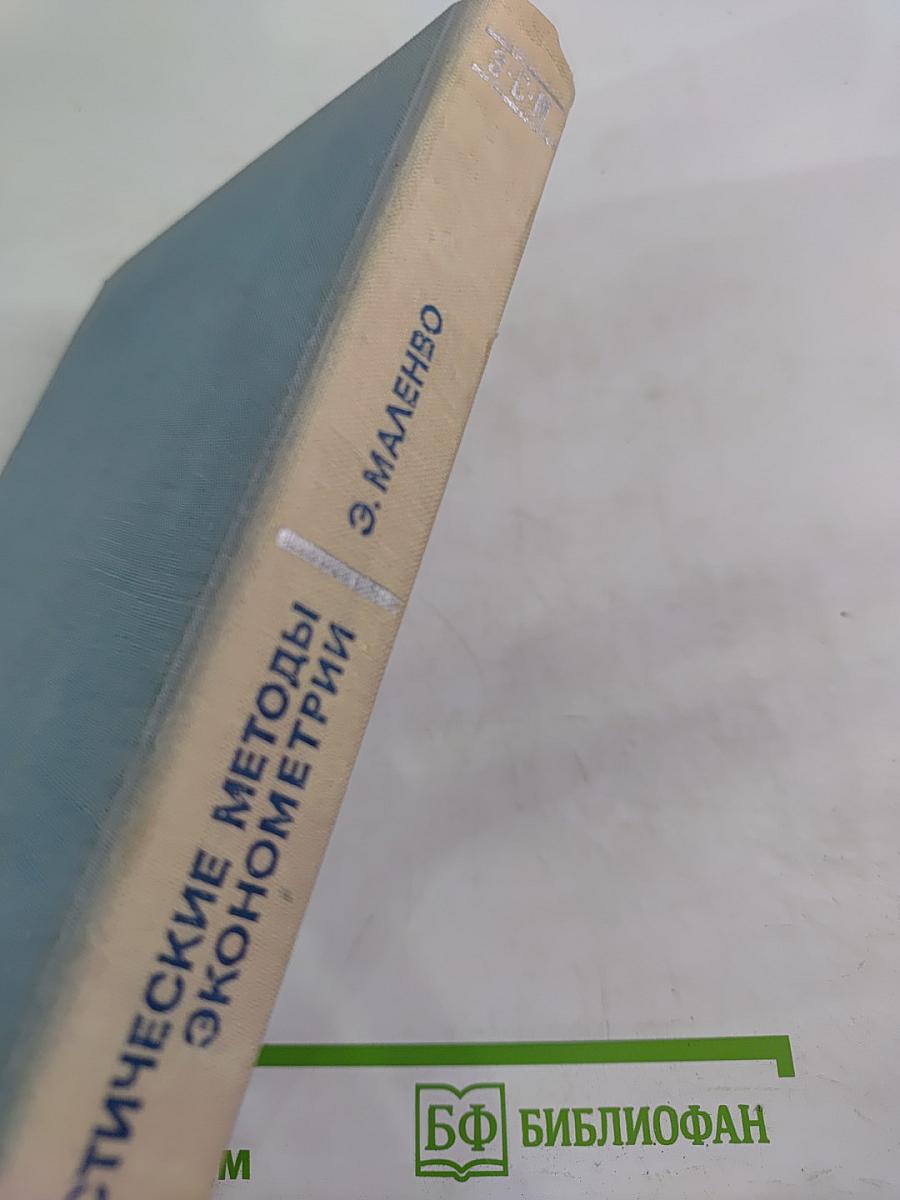 Э·С·М
Э. МАЛЕНВО
СТИЧЕСКИЕ МЕТОДЫ
ЭКОНОМЕТРИИ
БФ БИБЛИОФАН
М